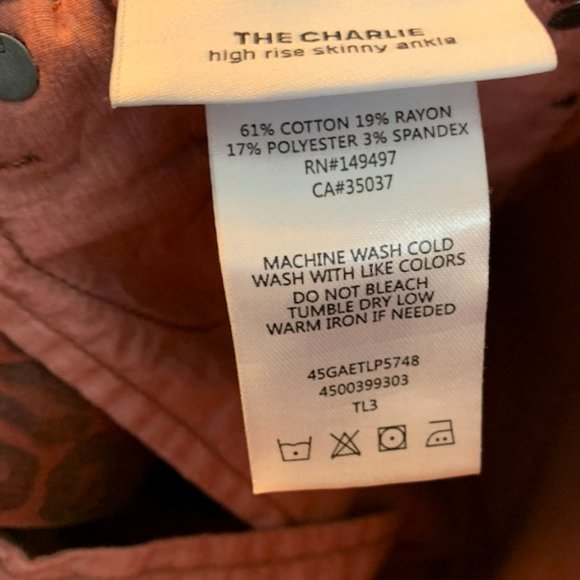 THE CHARLIE
high rise skinny ankle
61% COTTON 19% RAYON
17% POLYESTER 3% SPANDEX
RN#149497
CA#35037
MACHINE WASH COLD
WASH WITH LIKE COLORS
DO NOT BLEACH
TUMBLE DRY LOW
WARM IRON IF NEEDED
45GAETLP5748
4500399303
TL3